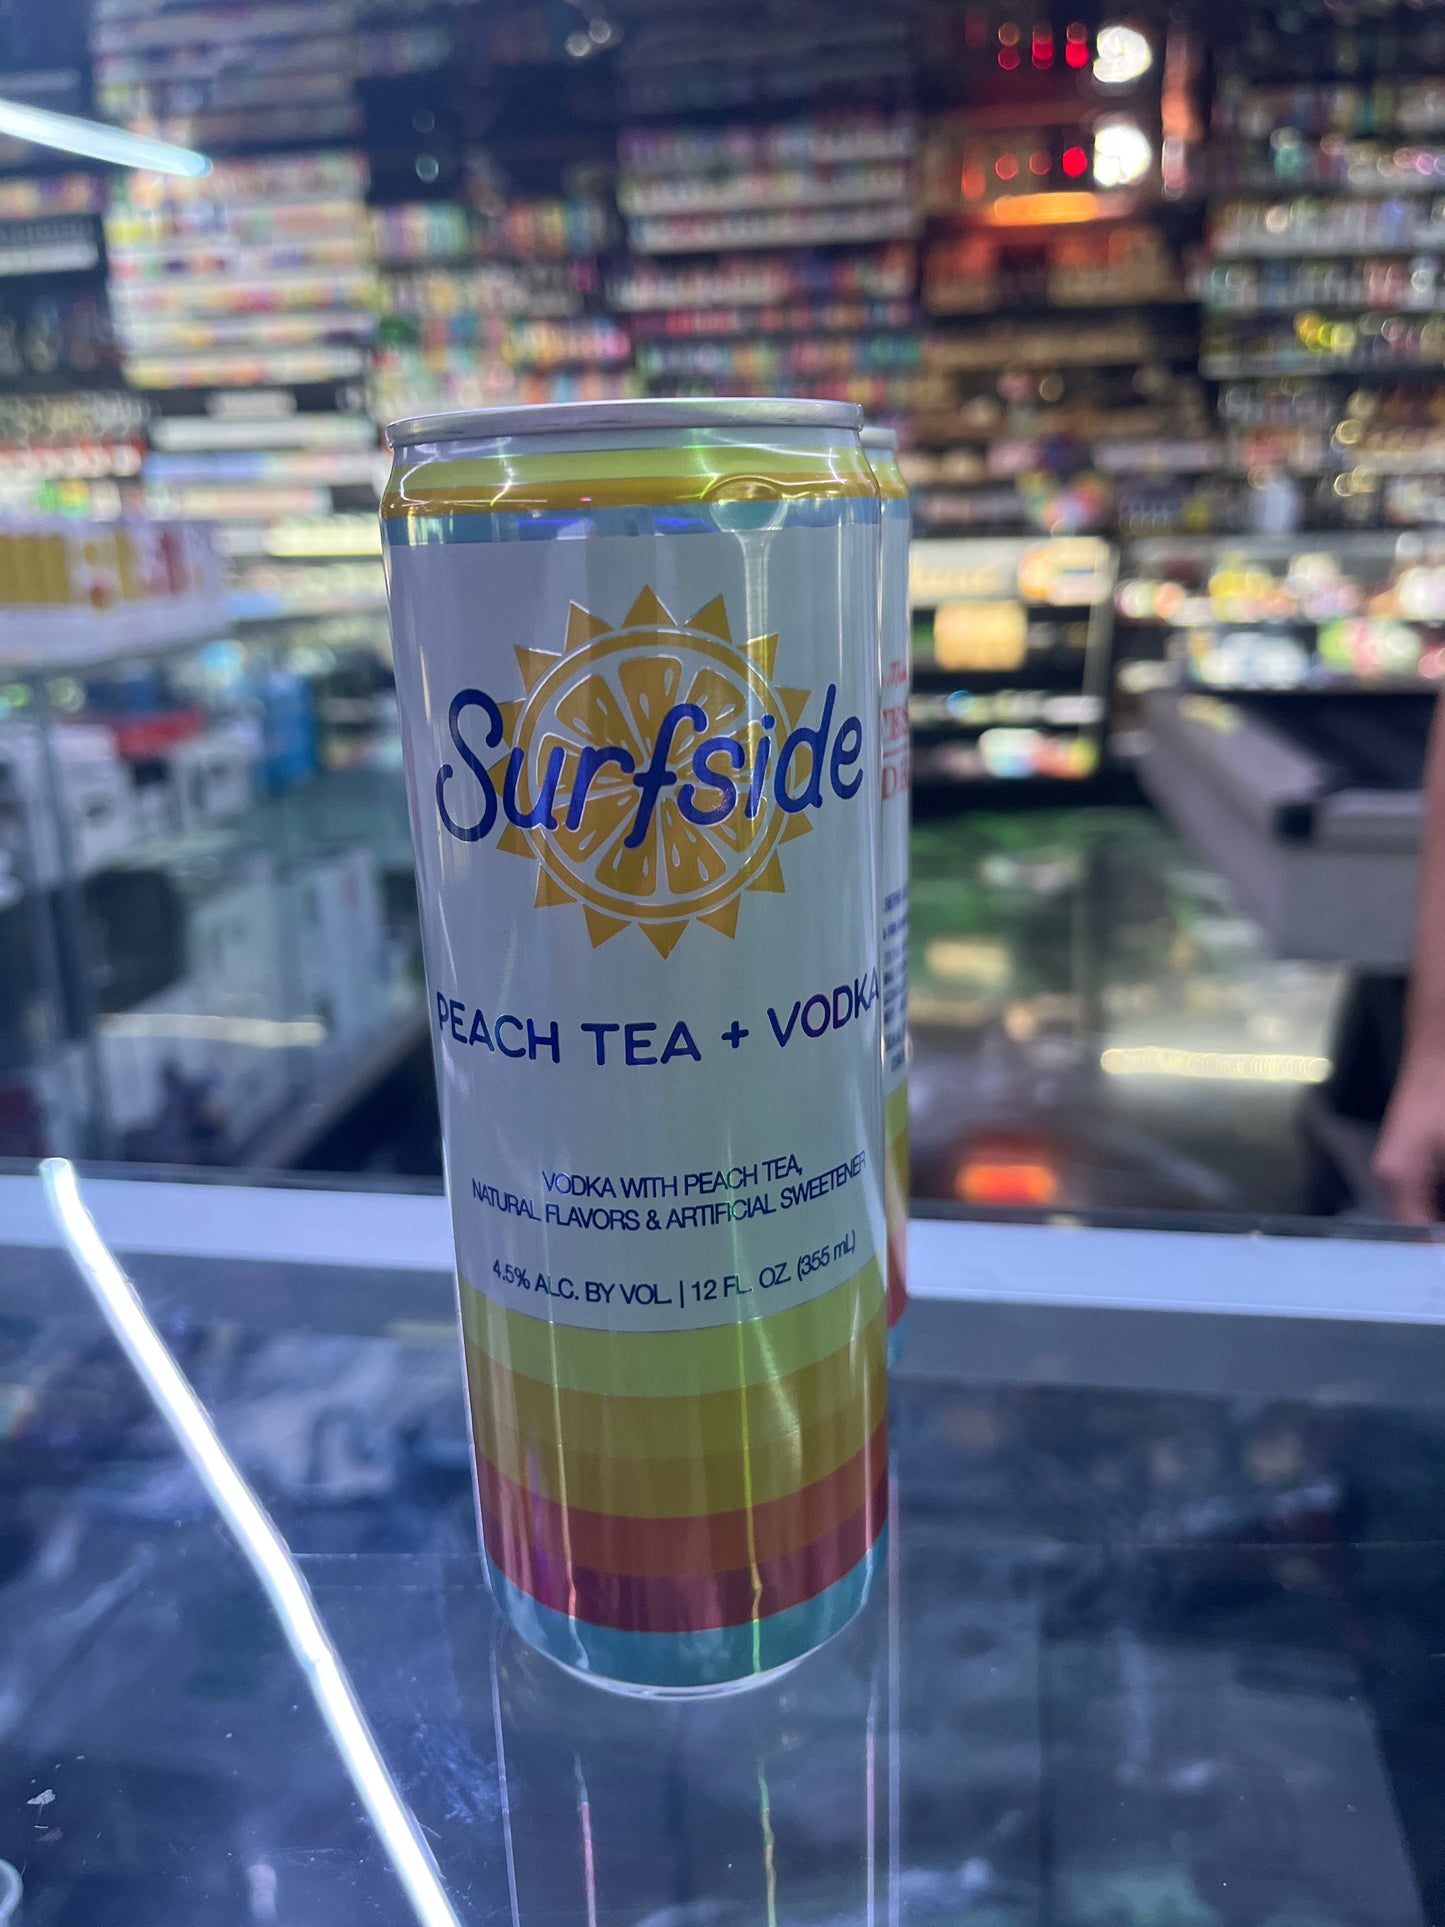 Surfside
PEACH TEA + VODKA
VODKA WITH PEACH TEA,
NATURAL FLAVORS & ARTIFICIAL SWEETENER
4.5% ALC. BY VOL. | 12 FL. OZ. (355 mL)